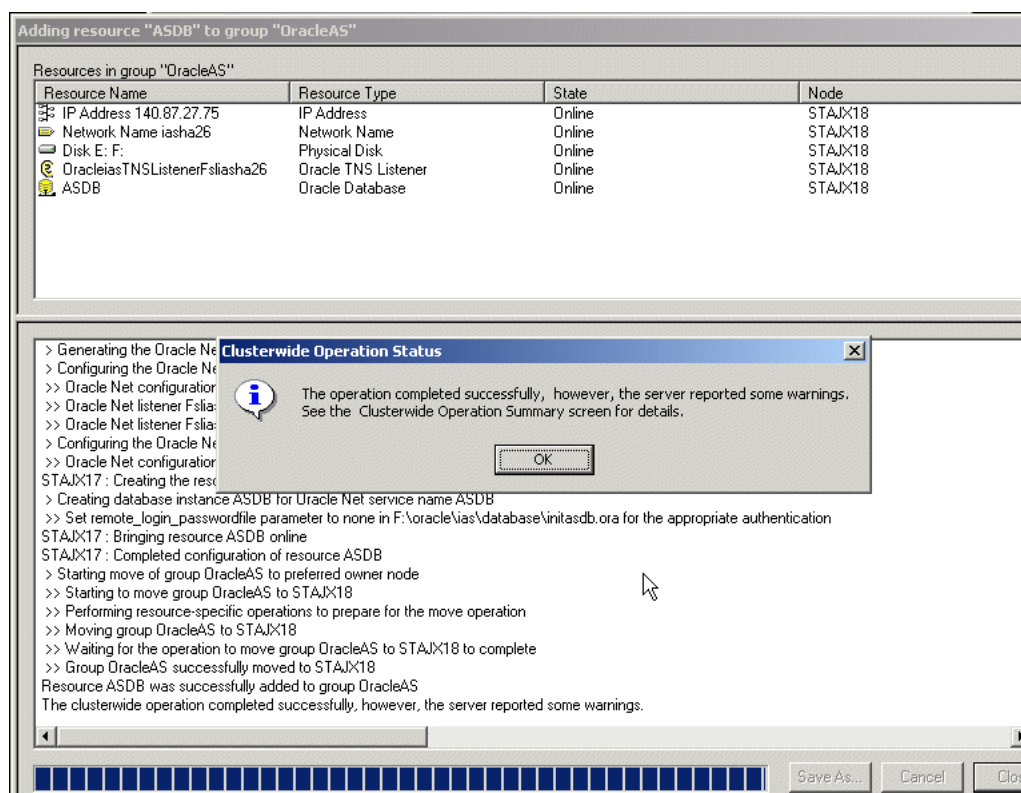 Adding resource "ASDB" to group "OracleAS"
Resources in group "OracleAS"
Resource Name Resource Type State Node
IP Address 140.87.27.75 IP Address Online STAJX18
Network Name iasha26 Network Name Online STAJX18
Disk E: F: Physical Disk Online STAJX18
OracleiasTNSListenerFsliasha26 Oracle TNS Listener Online STAJX18
ASDB Oracle Database Online STAJX18
> Generating the Oracle Ne
> Configuring the Oracle Ne
>> Oracle Net configuration
>> Oracle Net listener Fslia
>> Oracle Net listener Fslia
> Configuring the Oracle Ne
>> Oracle Net configuration
STAJX17 : Creating the reso
Clusterwide Operation Status
The operation completed successfully, however, the server reported some warnings.
See the Clusterwide Operation Summary screen for details.
OK
> Creating database instance ASDB for Oracle Net service name ASDB
>> Set remote_login_passwordfile parameter to none in F:\oracle\ias\database\initasdb.ora for the appropriate authentication
STAJX17 : Bringing resource ASDB online
STAJX17 : Completed configuration of resource ASDB
> Starting move of group OracleAS to preferred owner node
>> Starting to move group OracleAS to STAJX18
>> Performing resource-specific operations to prepare for the move operation
>> Moving group OracleAS to STAJX18
>> Waiting for the operation to move group OracleAS to STAJX18 to complete
>> Group OracleAS successfully moved to STAJX18
Resource ASDB was successfully added to group OracleAS
The clusterwide operation completed successfully, however, the server reported some warnings.
Save As... Cancel Clos